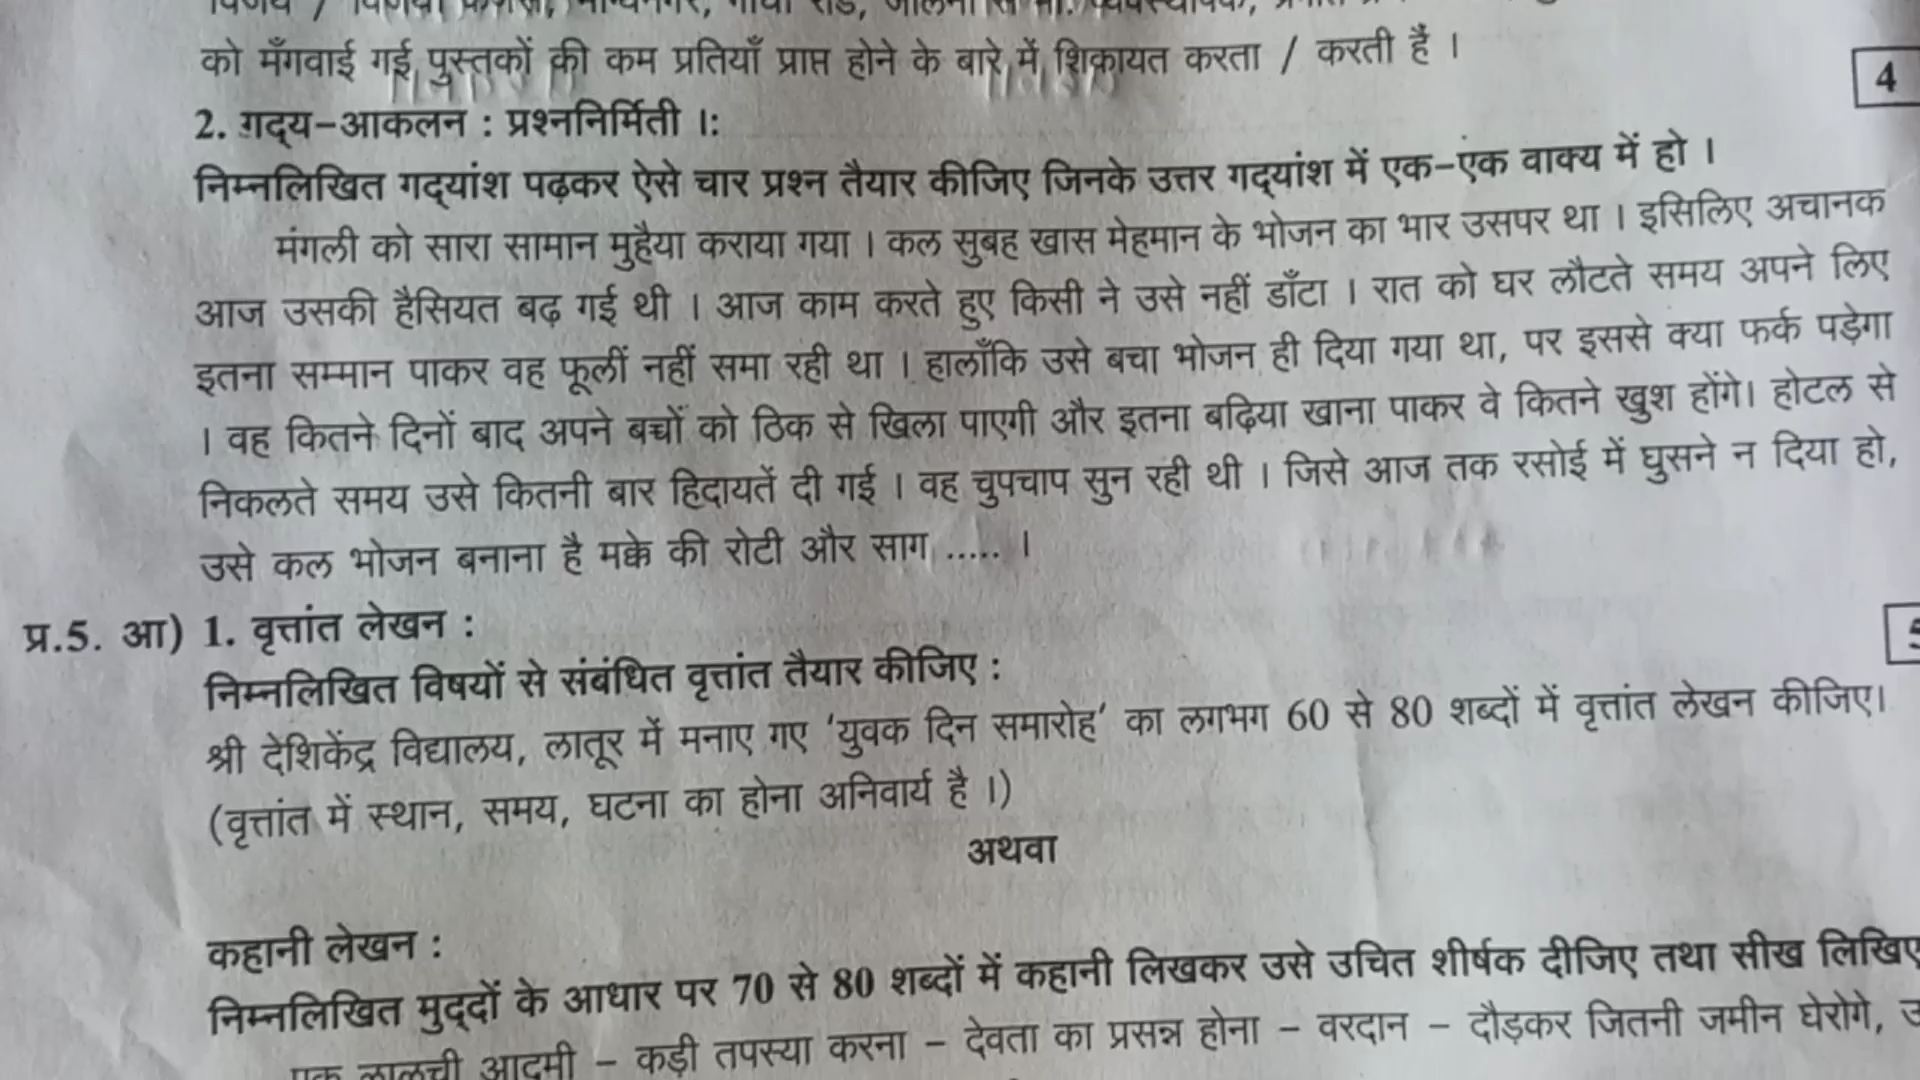 को मँगवाई गई पुस्तकों की कम प्रतियाँ प्राप्त होने के बारे में शिकायत करता / करती हैं ।
4
2. गद्य-आकलन : प्रश्ननिर्मिती ।:
निम्नलिखित गद्यांश पढ़कर ऐसे चार प्रश्न तैयार कीजिए जिनके उत्तर गद्यांश में एक-एक वाक्य में हो ।
मंगली को सारा सामान मुहैया कराया गया । कल सुबह खास मेहमान के भोजन का भार उसपर था । इसिलिए अचानक
आज उसकी हैसियत बढ़ गई थी । आज काम करते हुए किसी ने उसे नहीं डाँटा । रात को घर लौटते समय अपने लिए
इतना सम्मान पाकर वह फूलीं नहीं समा रही था । हालाँकि उसे बचा भोजन ही दिया गया था, पर इससे क्या फर्क पड़ेगा
। वह कितने दिनों बाद अपने बच्चों को ठिक से खिला पाएगी और इतना बढ़िया खाना पाकर वे कितने खुश होंगे। होटल से
निकलते समय उसे कितनी बार हिदायतें दी गई । वह चुपचाप सुन रही थी । जिसे आज तक रसोई में घुसने न दिया हो,
उसे कल भोजन बनाना है मक्के की रोटी और साग ..... ।
प्र.5. आ) 1. वृत्तांत लेखन :
5
निम्नलिखित विषयों से संबंधित वृत्तांत तैयार कीजिए :
श्री देशिकेंद्र विद्यालय, लातूर में मनाए गए 'युवक दिन समारोह' का लगभग 60 से 80 शब्दों में वृत्तांत लेखन कीजिए।
(वृत्तांत में स्थान, समय, घटना का होना अनिवार्य है ।)
अथवा
कहानी लेखन :
निम्नलिखित मुद्दों के आधार पर 70 से 80 शब्दों में कहानी लिखकर उसे उचित शीर्षक दीजिए तथा सीख लिखिए
एक लालची आदमी – कड़ी तपस्या करना – देवता का प्रसन्न होना – वरदान – दौड़कर जितनी जमीन घेरोगे,